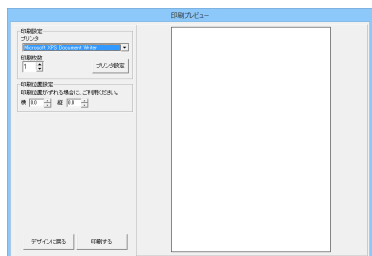 印刷プレビュー
印刷設定
プリンタ
Microsoft XPS Document Writer
印刷枚数
1
プリンタ設定
印刷位置設定
印刷位置がずれる場合に、ご利用ください。
横 0.0 縦 0.0
デザインに戻る 印刷する